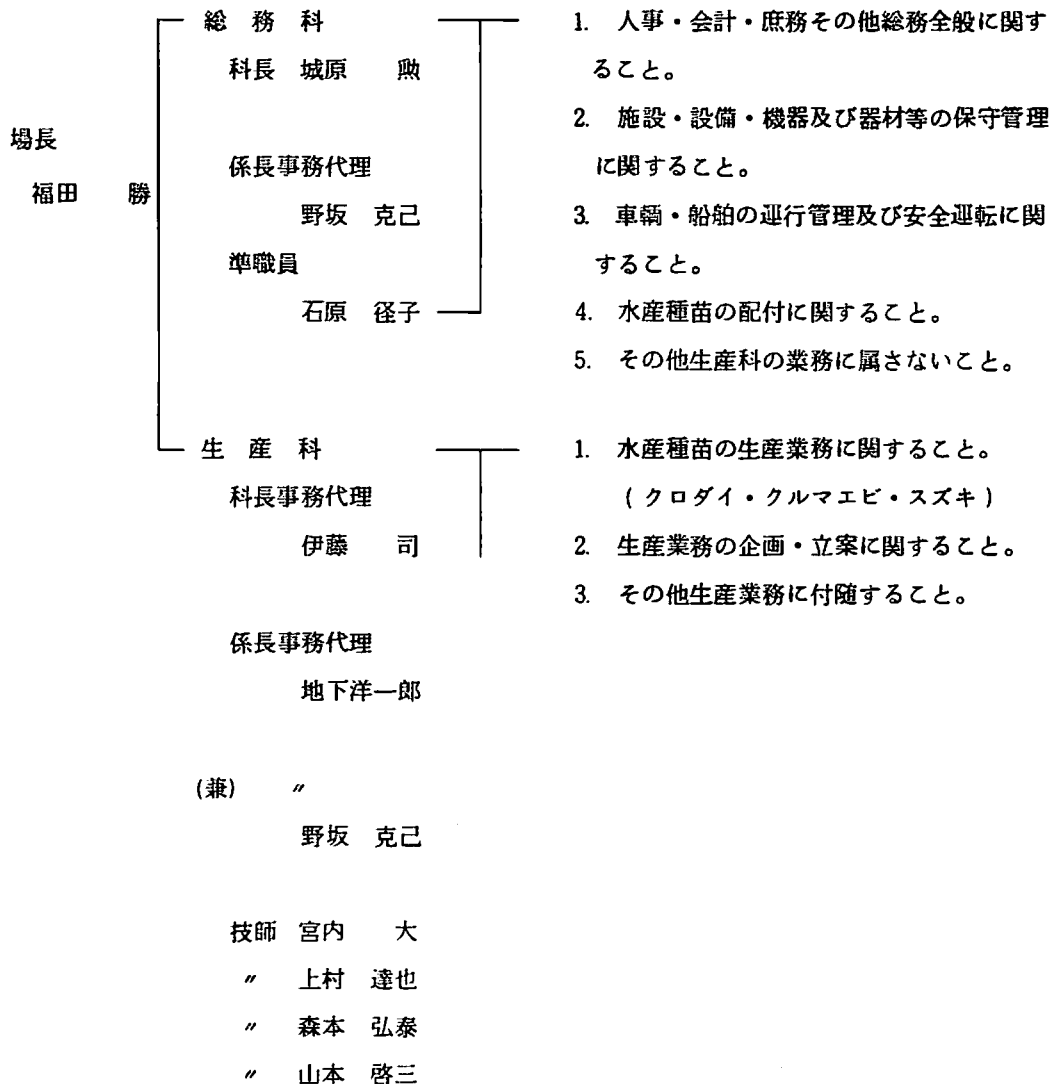 場長
福田　勝
総務科
科長　城原　勲
係長事務代理
野坂　克己
準職員
石原　径子
1. 人事・会計・庶務その他総務全般に関す
ること。
2. 施設・設備・機器及び器材等の保守管理
に関すること。
3. 車輌・船舶の運行管理及び安全運転に関
すること。
4. 水産種苗の配付に関すること。
5. その他生産科の業務に属さないこと。
生産科
科長事務代理
伊藤　司
係長事務代理
地下洋一郎
(兼)　〃
野坂　克己
技師　宮内　大
〃　上村　達也
〃　森本　弘泰
〃　山本　啓三
1. 水産種苗の生産業務に関すること。
(クロダイ・クルマエビ・スズキ)
2. 生産業務の企画・立案に関すること。
3. その他生産業務に付随すること。